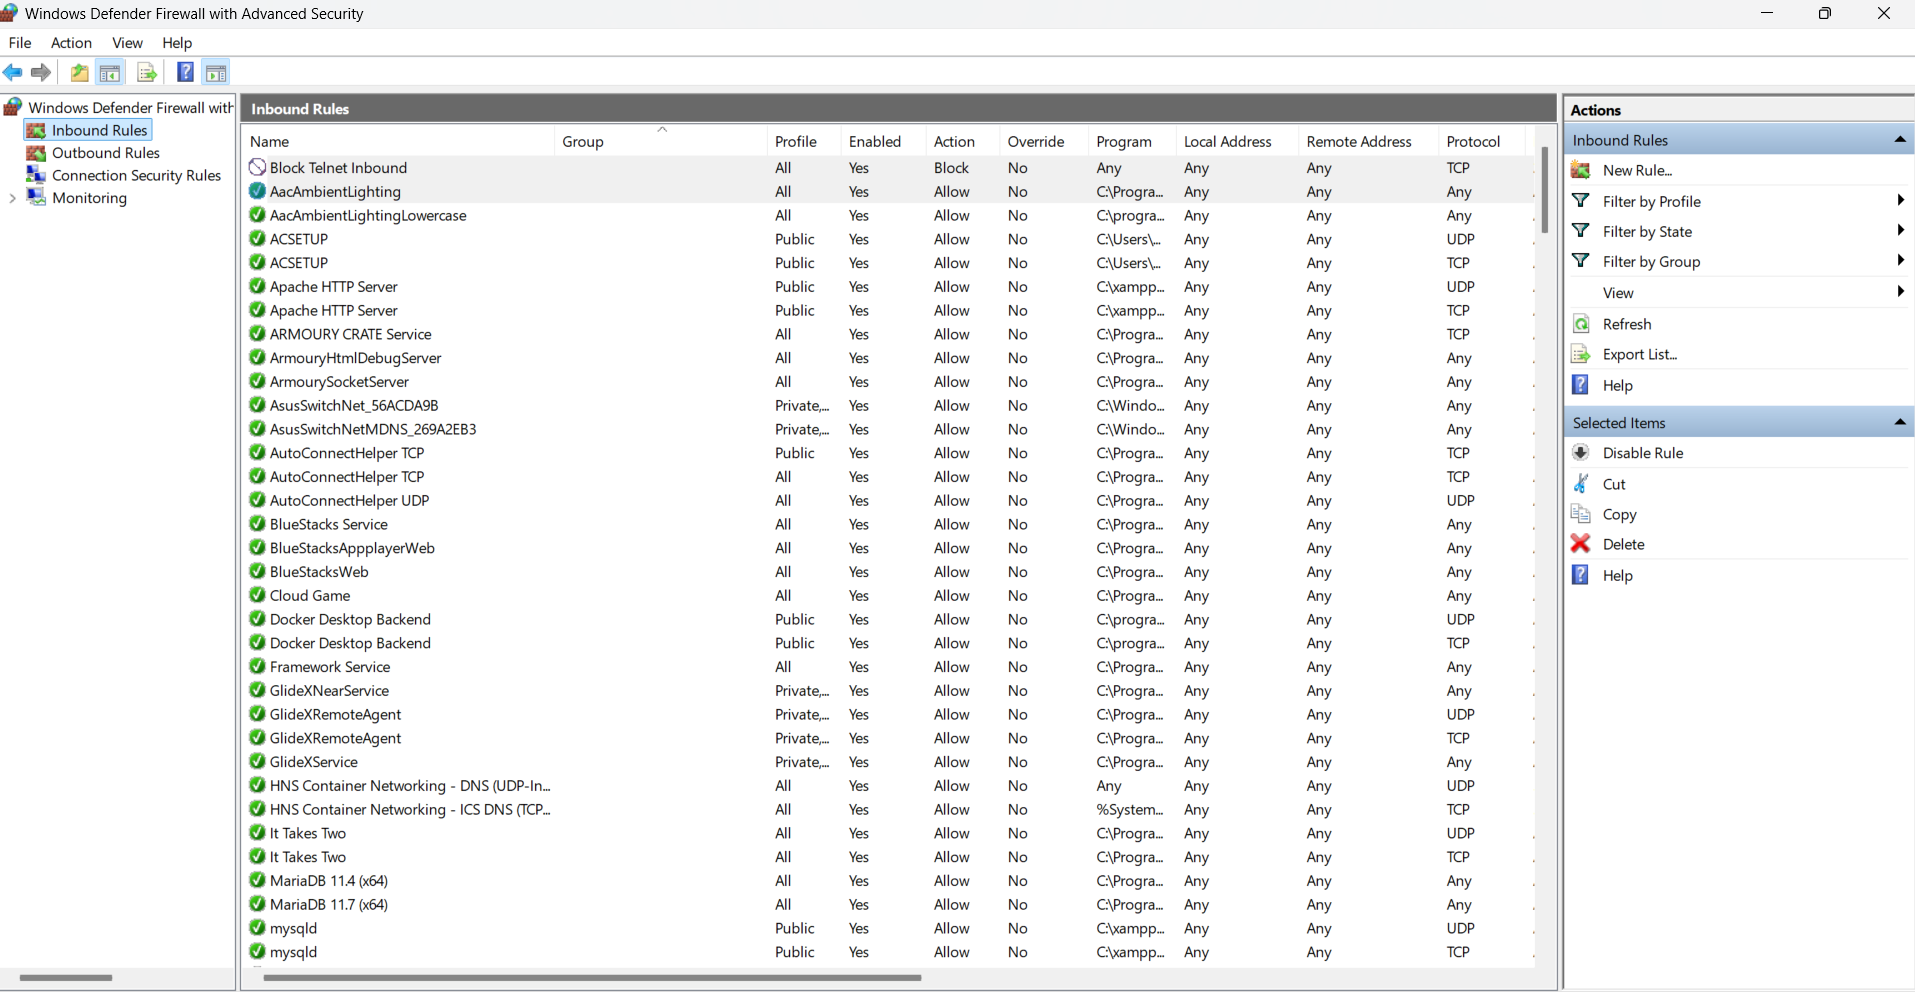 Windows Defender Firewall with Advanced Security
File Action View Help
Windows Defender Firewall with
Inbound Rules
Outbound Rules
Connection Security Rules
Monitoring
Inbound Rules
Name Group Profile Enabled Action Override Program Local Address Remote Address Protocol
Block Telnet Inbound All Yes Block No Any Any Any TCP
AacAmbientLighting All Yes Allow No C:\Progra... Any Any Any
AacAmbientLightingLowercase All Yes Allow No C:\progra... Any Any Any
ACSETUP Public Yes Allow No C:\Users\... Any Any UDP
ACSETUP Public Yes Allow No C:\Users\... Any Any TCP
Apache HTTP Server Public Yes Allow No C:\xampp... Any Any UDP
Apache HTTP Server Public Yes Allow No C:\xampp... Any Any TCP
ARMOURY CRATE Service All Yes Allow No C:\Progra... Any Any TCP
ArmouryHtmlDebugServer All Yes Allow No C:\Progra... Any Any Any
ArmourySocketServer All Yes Allow No C:\Progra... Any Any Any
AsusSwitchNet_56ACDA9B Private,... Yes Allow No C:\Windo... Any Any Any
AsusSwitchNetMDNS_269A2EB3 Private,... Yes Allow No C:\Windo... Any Any Any
AutoConnectHelper TCP Public Yes Allow No C:\Progra... Any Any TCP
AutoConnectHelper TCP All Yes Allow No C:\Progra... Any Any TCP
AutoConnectHelper UDP All Yes Allow No C:\Progra... Any Any UDP
BlueStacks Service All Yes Allow No C:\Progra... Any Any Any
BlueStacksAppplayerWeb All Yes Allow No C:\Progra... Any Any Any
BlueStacksWeb All Yes Allow No C:\Progra... Any Any Any
Cloud Game All Yes Allow No C:\Progra... Any Any Any
Docker Desktop Backend Public Yes Allow No C:\progra... Any Any UDP
Docker Desktop Backend Public Yes Allow No C:\progra... Any Any TCP
Framework Service All Yes Allow No C:\Progra... Any Any Any
GlideXNearService Private,... Yes Allow No C:\Progra... Any Any Any
GlideXRemoteAgent Private,... Yes Allow No C:\Progra... Any Any UDP
GlideXRemoteAgent Private,... Yes Allow No C:\Progra... Any Any TCP
GlideXService Private,... Yes Allow No C:\Progra... Any Any Any
HNS Container Networking - DNS (UDP-In... All Yes Allow No Any Any Any UDP
HNS Container Networking - ICS DNS (TCP... All Yes Allow No %System... Any Any TCP
It Takes Two All Yes Allow No C:\Progra... Any Any UDP
It Takes Two All Yes Allow No C:\Progra... Any Any TCP
MariaDB 11.4 (x64) All Yes Allow No C:\Progra... Any Any Any
MariaDB 11.7 (x64) All Yes Allow No C:\Progra... Any Any Any
mysqld Public Yes Allow No C:\xampp... Any Any UDP
mysqld Public Yes Allow No C:\xampp... Any Any TCP
Actions
Inbound Rules
New Rule...
Filter by Profile
Filter by State
Filter by Group
View
Refresh
Export List...
Help
Selected Items
Disable Rule
Cut
Copy
Delete
Help